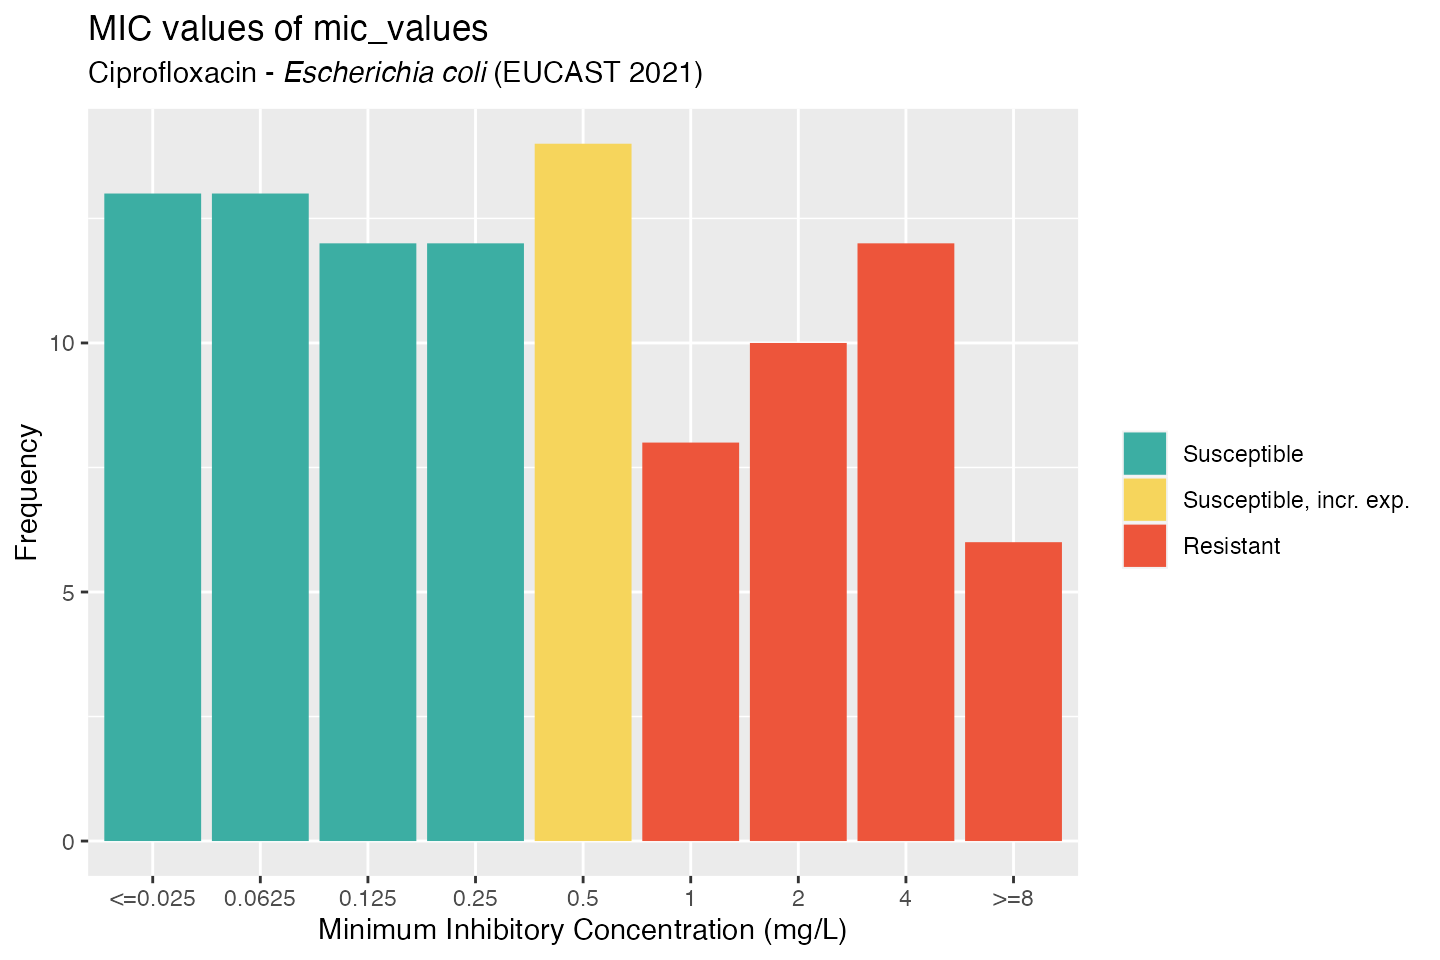 MIC values of mic_values
Ciprofloxacin - Escherichia coli (EUCAST 2021)
Frequency
10
5
0
<=0.025 0.0625 0.125 0.25 0.5 1 2 4 >=8
Minimum Inhibitory Concentration (mg/L)
Susceptible
Susceptible, incr. exp.
Resistant